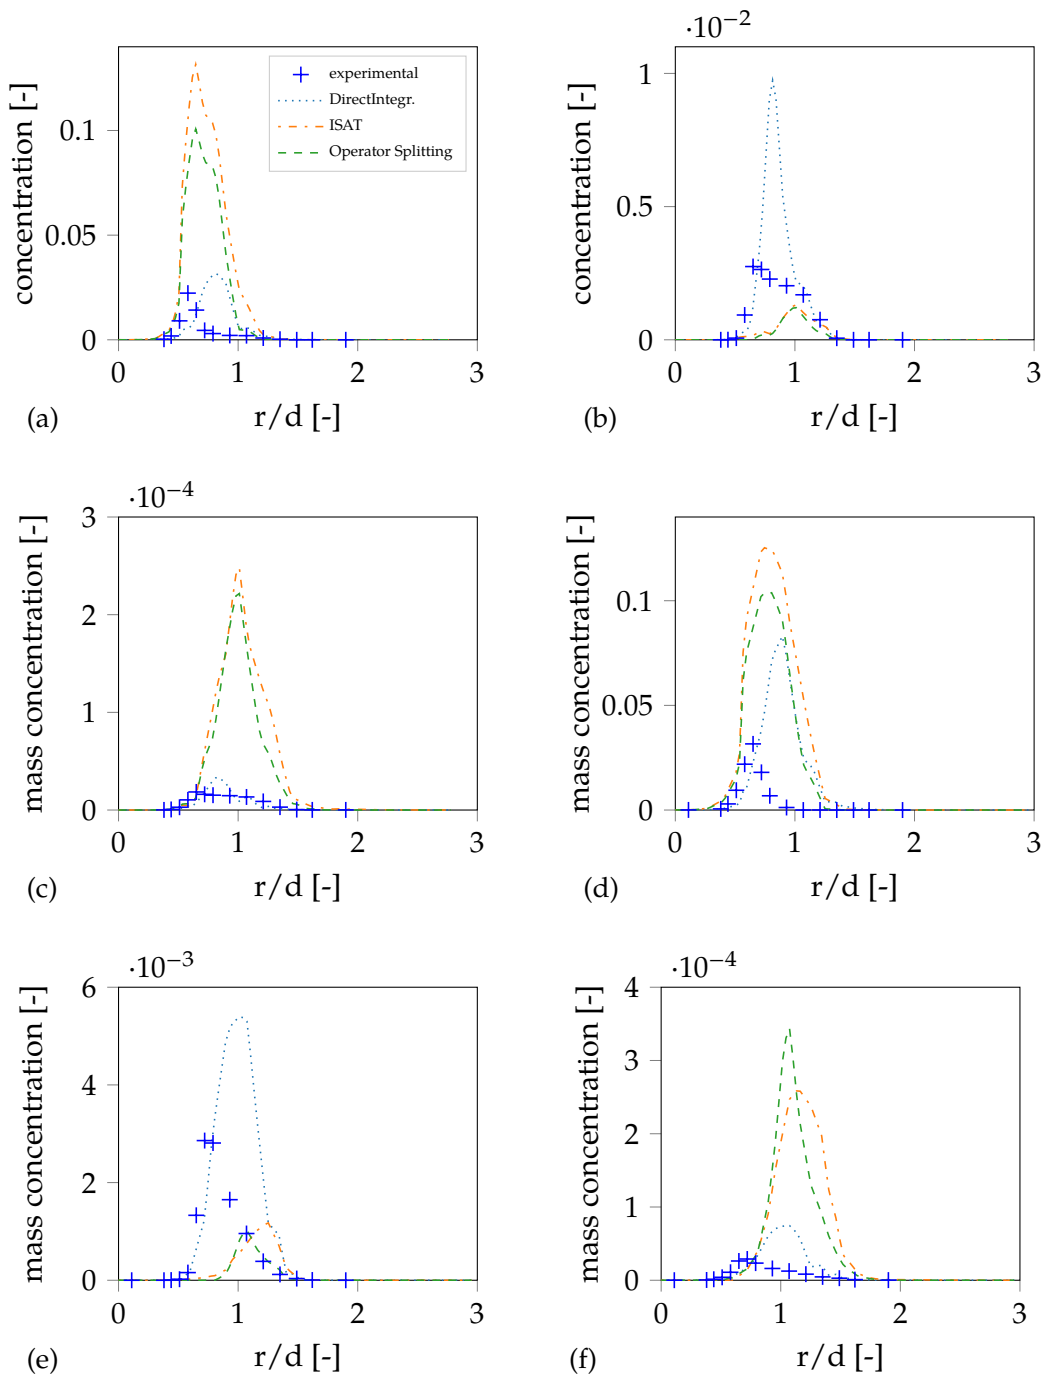 ·10−2
concentration [-]
0.1
0.05
0
0 1 2 3
r/d [-]
(a)
experimental
DirectIntegr.
ISAT
Operator Splitting
concentration [-]
1
0.5
0
0 1 2 3
r/d [-]
(b)
·10−4
mass concentration [-]
3
2
1
0
0 1 2 3
r/d [-]
(c)
mass concentration [-]
0.1
0.05
0
0 1 2 3
r/d [-]
(d)
·10−3
mass concentration [-]
6
4
2
0
0 1 2 3
r/d [-]
(e)
·10−4
mass concentration [-]
4
3
2
1
0
0 1 2 3
r/d [-]
(f)